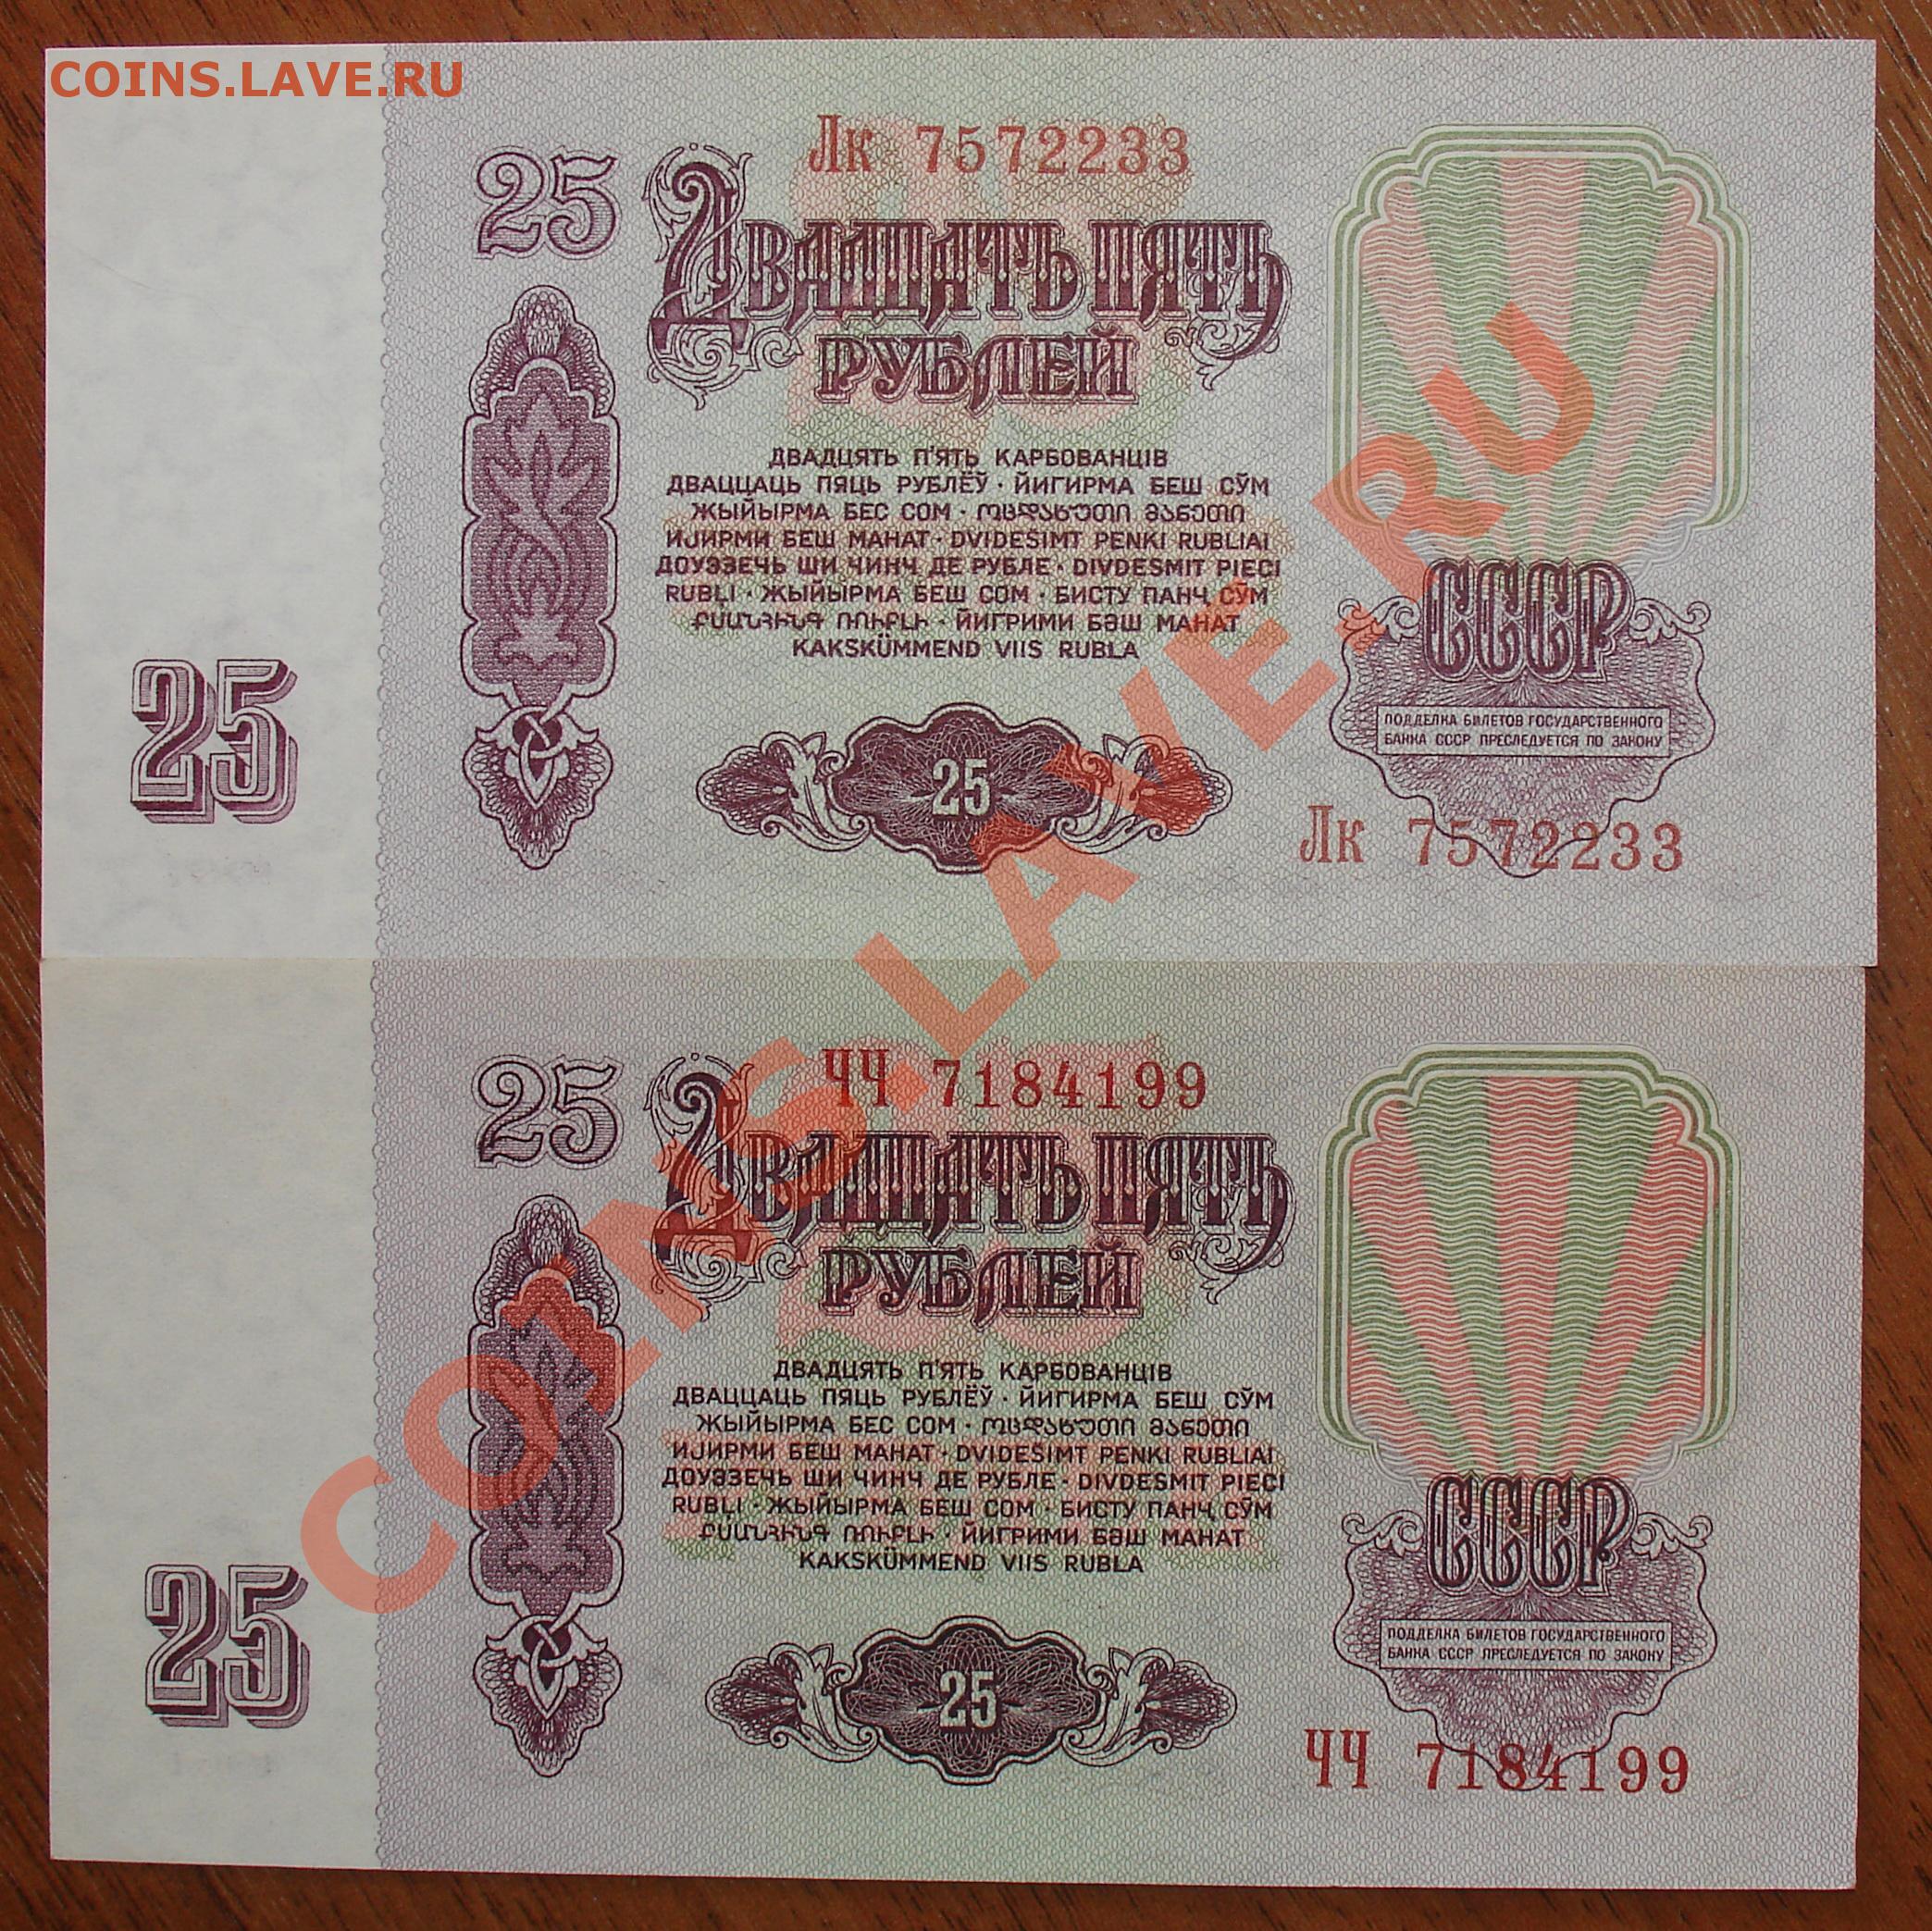 COINS.LAVE.RU
Лк 7572233
25
ДВАДЦАТЬ ПЯТЬ
РУБЛЕЙ
ДВАДЦЯТЬ П'ЯТЬ КАРБОВАНЦІВ
ДВАЦЦАЦЬ ПЯЦЬ РУБЛЁЎ · ЙИГИРМА БЕШ СЎМ
ЖЫЙЫРМА БЕС СОМ · ოცდახუთი მანეთი
ИЈИРМИ БЕШ МАНАТ · DVIDEŠIMT PENKI RUBLIAI
ДОУЭЗЕЧЬ ШИ ЧИНЧ ДЕ РУБЛЕ · DIVDESMIT PIECI
RUBĻI · ЖЫЙЫРМА БЕШ СОМ · БИСТУ ПАНҶ СӮМ
ՔՍԱՆՀԻՆԳ ՌՈՒԲԼԻ · ЙИГРИМИ БӘШ МАНАТ
KAKSKÜMMEND VIIS RUBLA
СССР
ПОДДЕЛКА БИЛЕТОВ ГОСУДАРСТВЕННОГО
БАНКА СССР ПРЕСЛЕДУЕТСЯ ПО ЗАКОНУ
25
25
Лк 7572233
COINS.LAVE.RU
ЧЧ 7184199
25
ДВАДЦАТЬ ПЯТЬ
РУБЛЕЙ
ДВАДЦЯТЬ П'ЯТЬ КАРБОВАНЦІВ
ДВАЦЦАЦЬ ПЯЦЬ РУБЛЁЎ · ЙИГИРМА БЕШ СЎМ
ЖЫЙЫРМА БЕС СОМ · ოცდახუთი მანეთი
ИЈИРМИ БЕШ МАНАТ · DVIDEŠIMT PENKI RUBLIAI
ДОУЭЗЕЧЬ ШИ ЧИНЧ ДЕ РУБЛЕ · DIVDESMIT PIECI
RUBĻI · ЖЫЙЫРМА БЕШ СОМ · БИСТУ ПАНҶ СӮМ
ՔՍԱՆՀԻՆԳ ՌՈՒԲԼԻ · ЙИГРИМИ БӘШ МАНАТ
KAKSKÜMMEND VIIS RUBLA
СССР
ПОДДЕЛКА БИЛЕТОВ ГОСУДАРСТВЕННОГО
БАНКА СССР ПРЕСЛЕДУЕТСЯ ПО ЗАКОНУ
25
25
ЧЧ 7184199